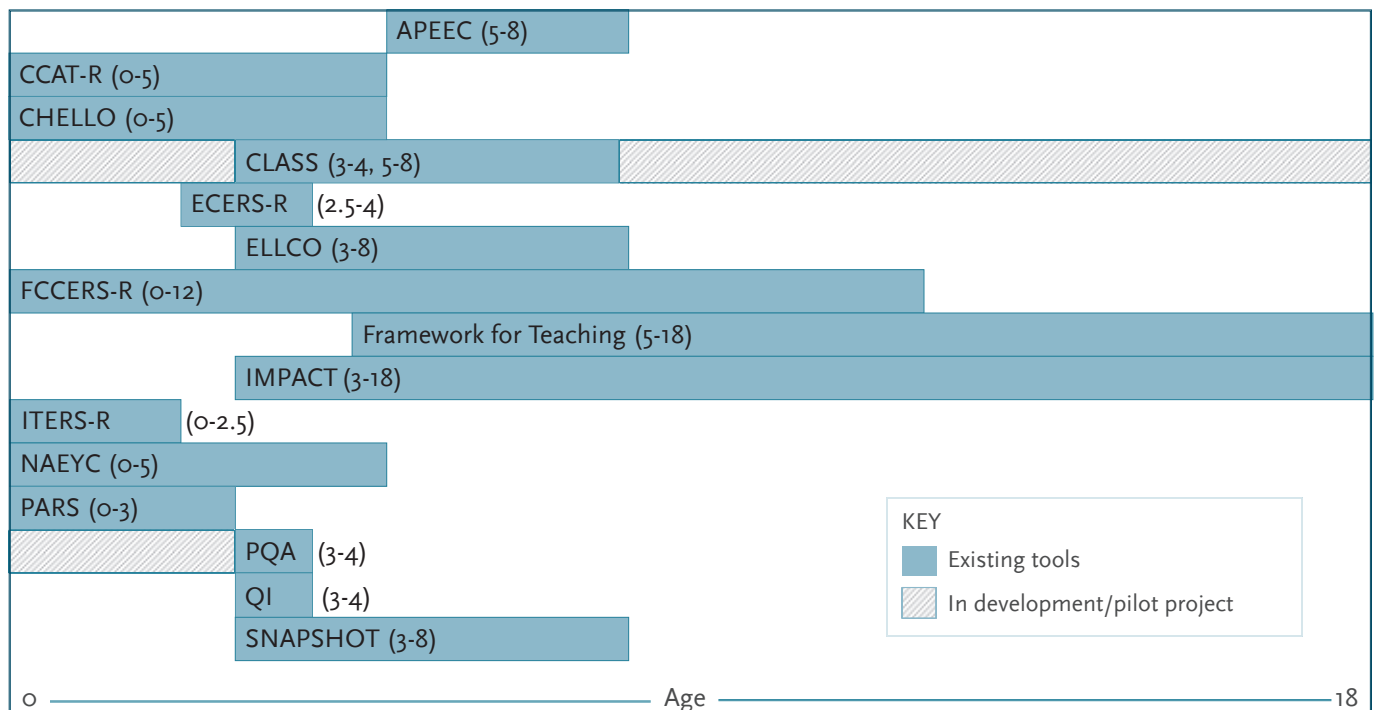 APEEC (5-8)
CCAT-R (0-5)
CHELLO (0-5)
CLASS (3-4, 5-8)
ECERS-R (2.5-4)
ELLCO (3-8)
FCCERS-R (0-12)
Framework for Teaching (5-18)
IMPACT (3-18)
ITERS-R (0-2.5)
NAEYC (0-5)
PARS (0-3)
KEY
PQA (3-4)
Existing tools
QI (3-4)
In development/pilot project
SNAPSHOT (3-8)
0 Age 18